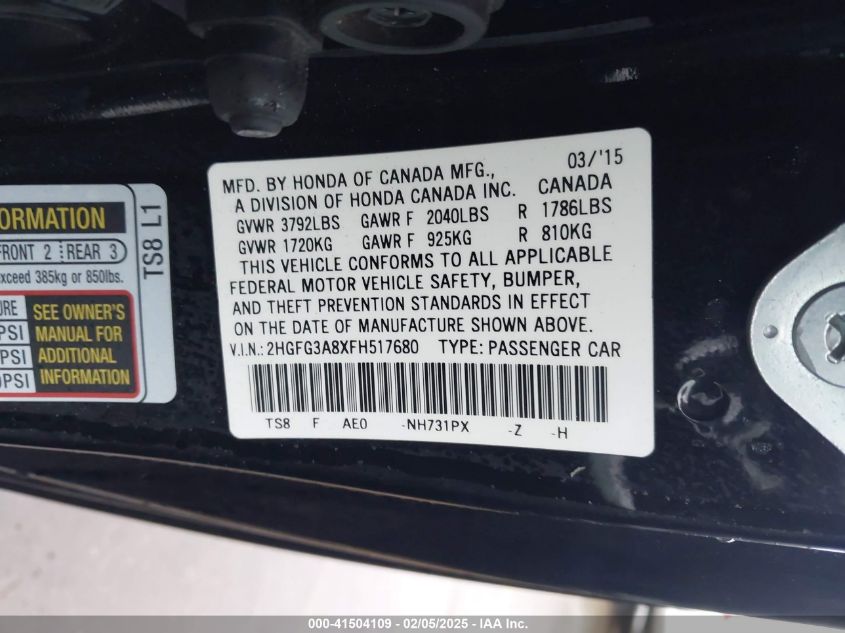 ORMATION
FRONT 2 REAR 3
exceed 385kg or 850lbs.
URE
PSI
PSI
0PSI
SEE OWNER'S
MANUAL FOR
ADDITIONAL
INFORMATION
TS8 L1
03/'15
MFD. BY HONDA OF CANADA MFG.,
A DIVISION OF HONDA CANADA INC. CANADA
GVWR 3792LBS GAWR F 2040LBS R 1786LBS
GVWR 1720KG GAWR F 925KG R 810KG
THIS VEHICLE CONFORMS TO ALL APPLICABLE
FEDERAL MOTOR VEHICLE SAFETY, BUMPER,
AND THEFT PREVENTION STANDARDS IN EFFECT
ON THE DATE OF MANUFACTURE SHOWN ABOVE.
V.I.N.: 2HGFG3A8XFH517680 TYPE: PASSENGER CAR
TS8 F AE0 -NH731PX -Z -H
000-41504109 - 02/05/2025 - IAA Inc.